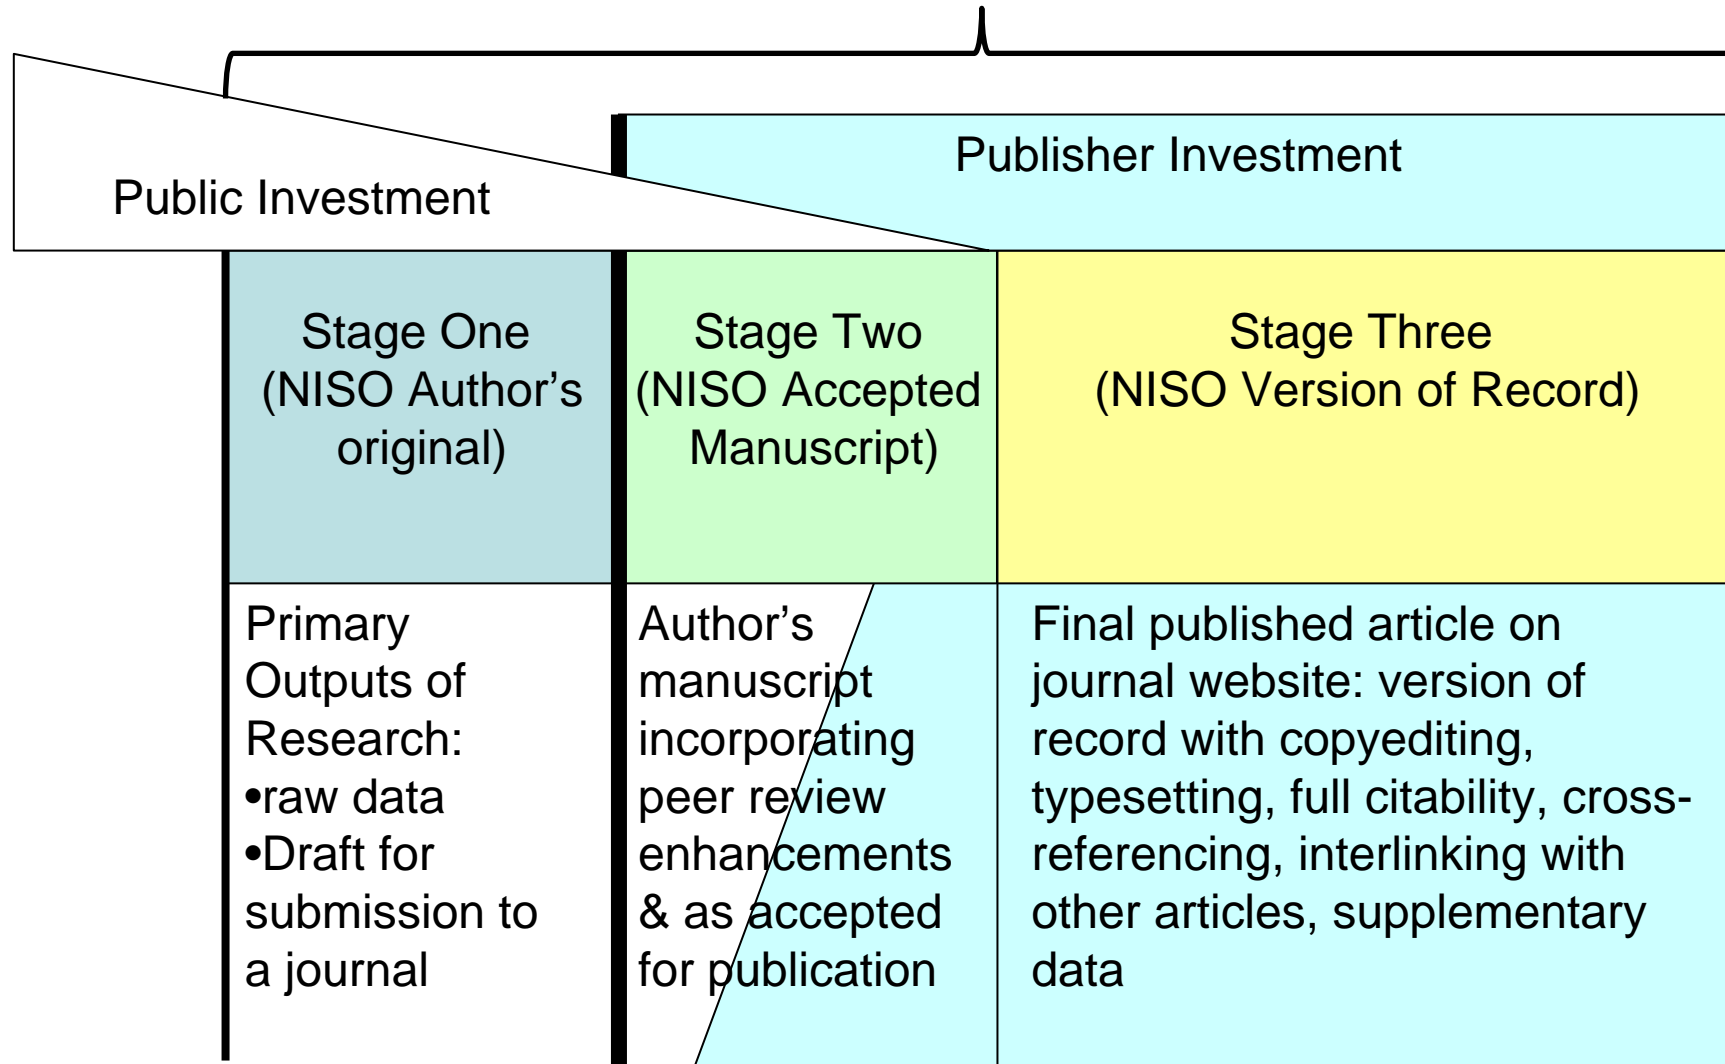 Public Investment
Publisher Investment
Stage One
(NISO Author’s
original)
Stage Two
(NISO Accepted
Manuscript)
Stage Three
(NISO Version of Record)
Primary
Outputs of
Research:
•raw data
•Draft for
submission to
a journal
Author’s
manuscript
incorporating
peer review
enhancements
& as accepted
for publication
Final published article on
journal website: version of
record with copyediting,
typesetting, full citability, cross-
referencing, interlinking with
other articles, supplementary
data